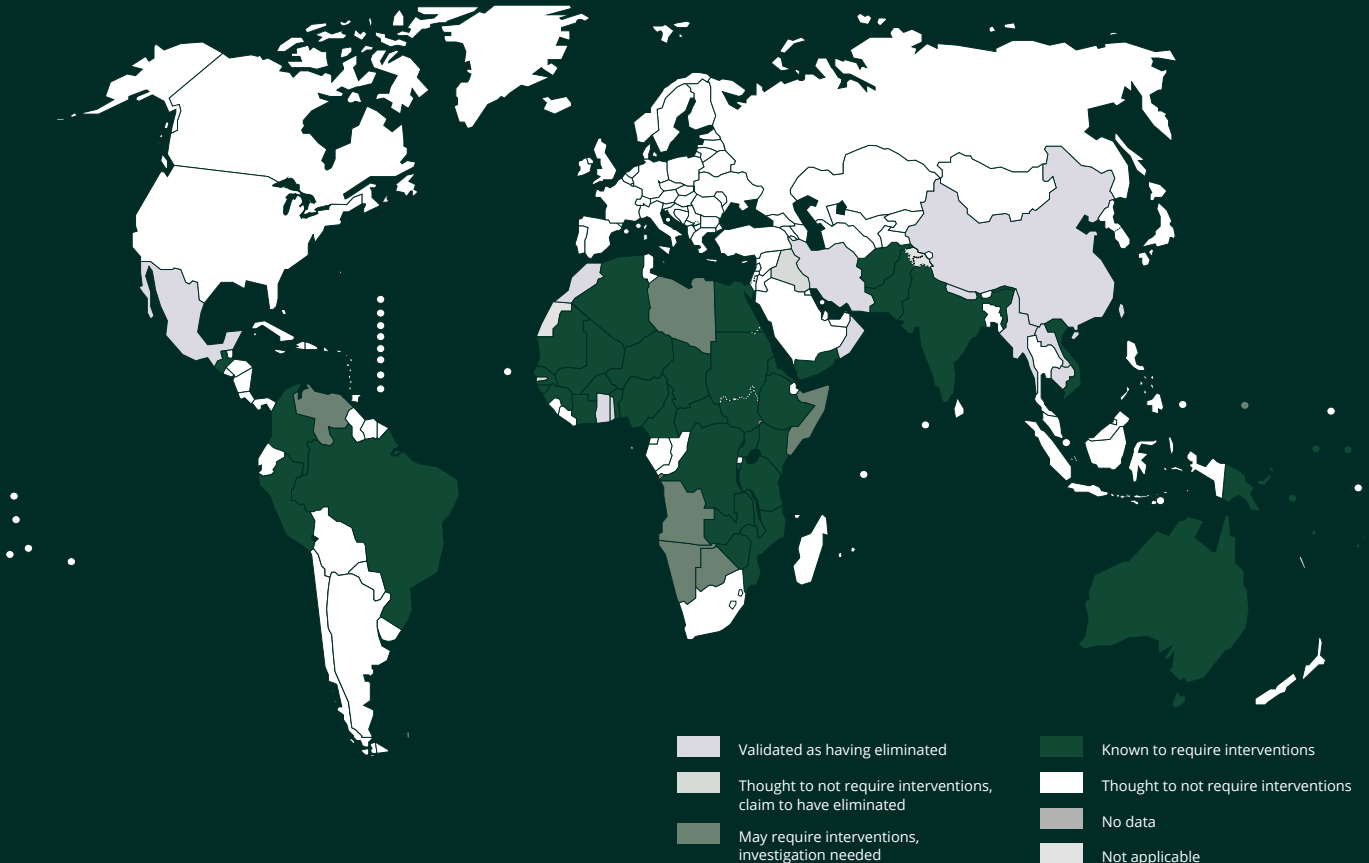 Validated as having eliminated
Thought to not require interventions,
claim to have eliminated
May require interventions,
investigation needed
Known to require interventions
Thought to not require interventions
No data
Not applicable